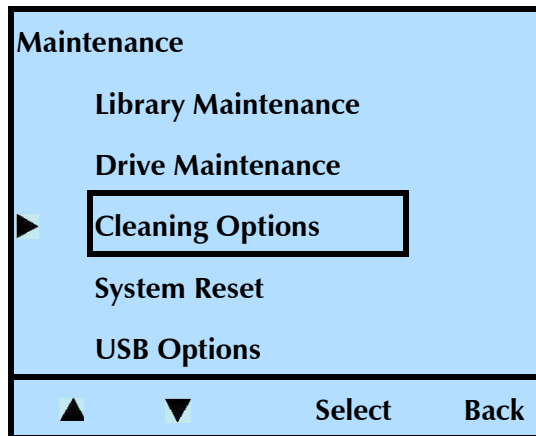 Maintenance
Library Maintenance
Drive Maintenance
Cleaning Options
System Reset
USB Options
Select Back